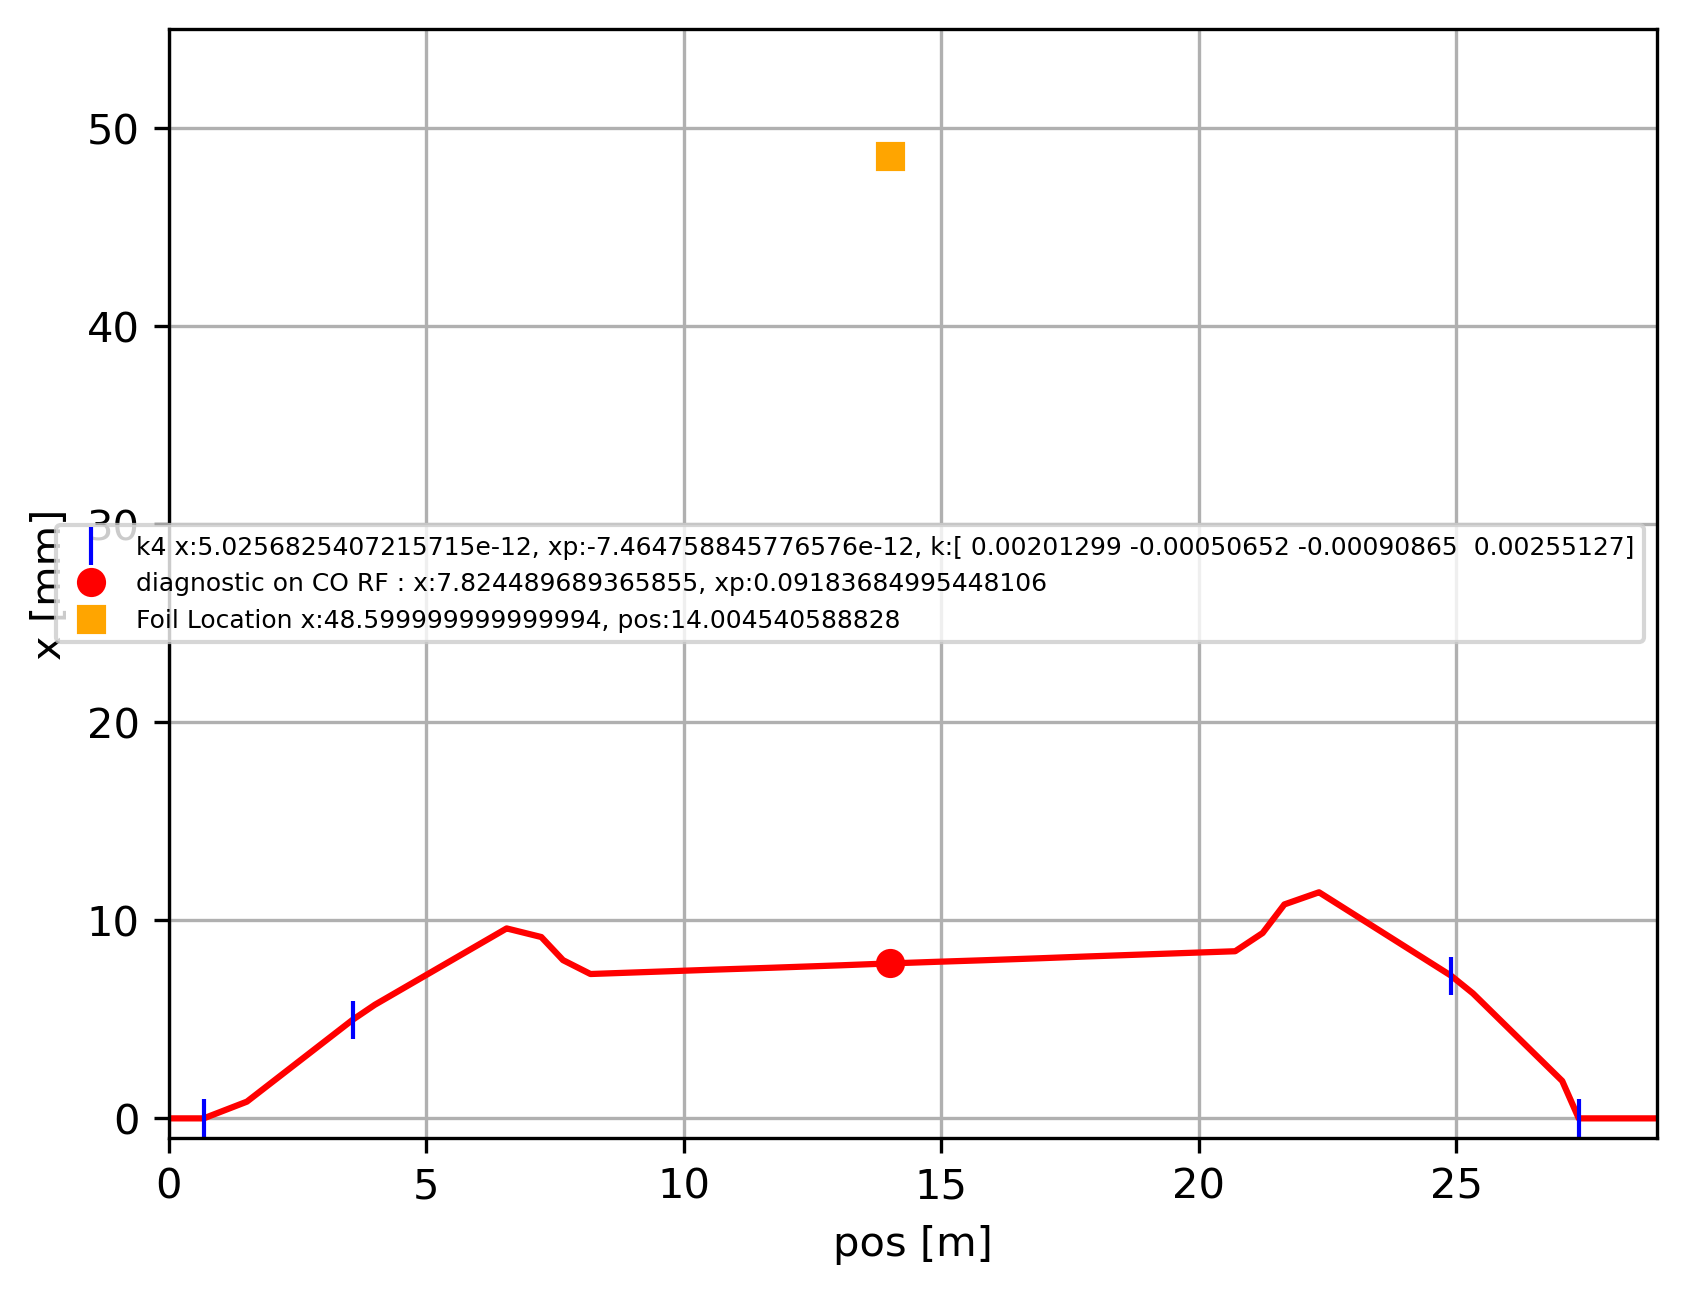 50
40
30
20
10
0
x [mm]
k4 x:5.0256825407215715e-12, xp:-7.464758845776576e-12, k:[ 0.00201299 -0.00050652 -0.00090865  0.00255127]
diagnostic on CO RF : x:7.824489689365855, xp:0.09183684995448106
Foil Location x:48.599999999999994, pos:14.004540588828
0 5 10 15 20 25
pos [m]